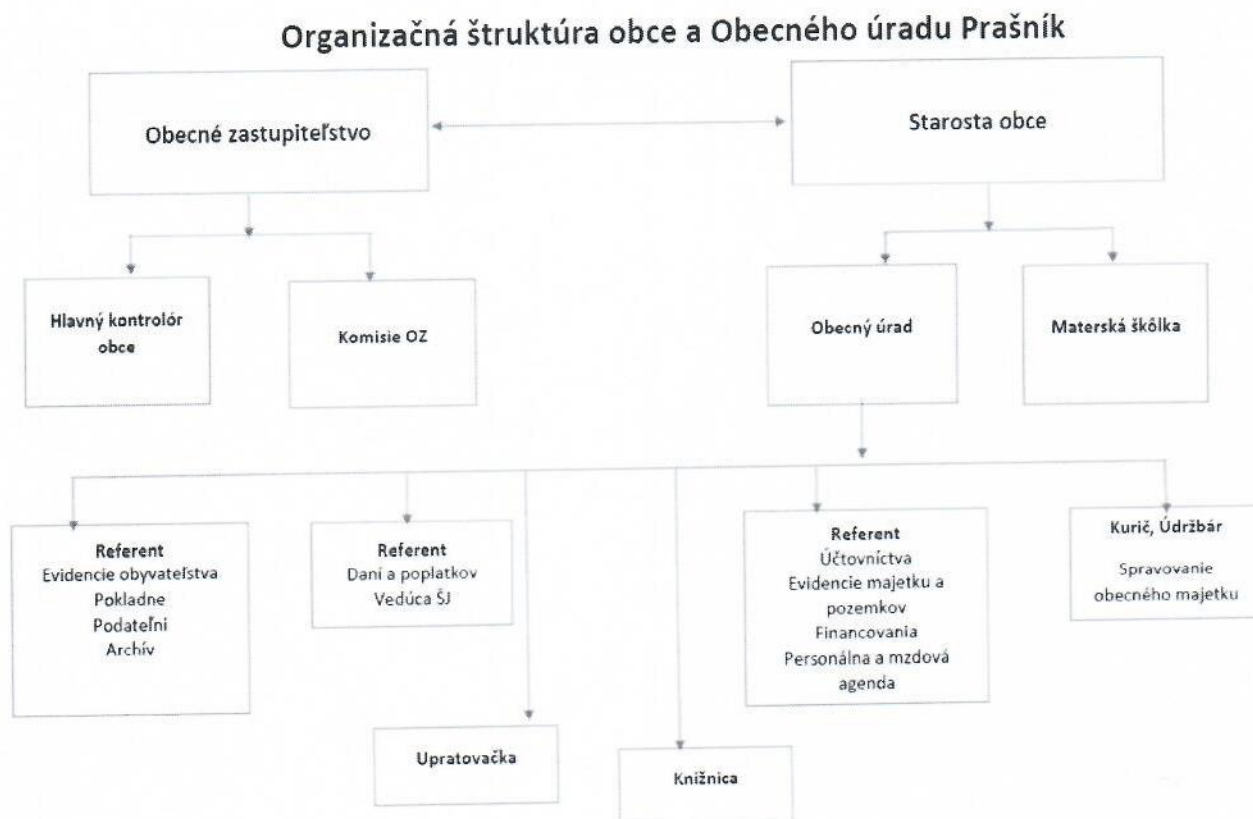 Organizačná štruktúra obce a Obecného úradu Prašník
Obecné zastupiteľstvo
Starosta obce
Hlavný kontrolór
obce
Komisie OZ
Obecný úrad
Materská škôlka
Referent
Evidencie obyvateľstva
Pokladne
Podateľni
Archív
Referent
Daní a poplatkov
Vedúca ŠJ
Referent
Účtovníctva
Evidencie majetku a
pozemkov
Financovania
Personálna a mzdová
agenda
Kurič, Údržbár
Spravovanie
obecného majetku
Upratovačka
Knižnica